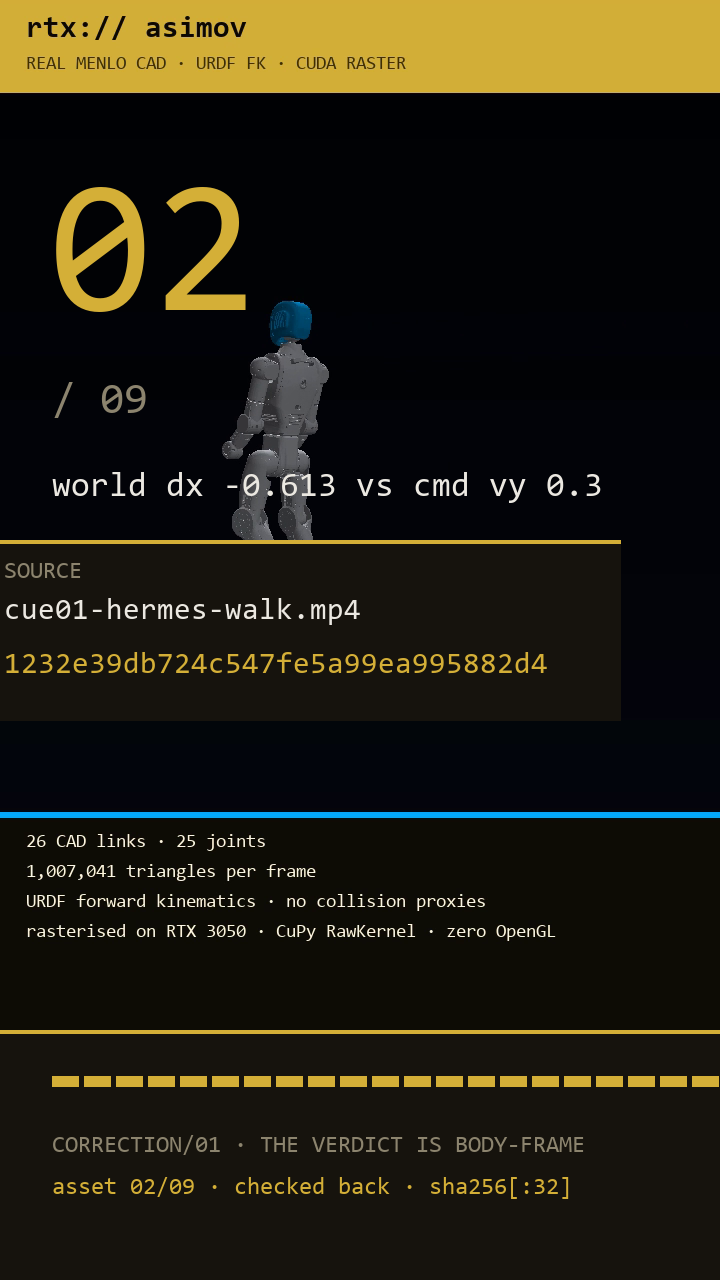 rtx:// asimov
REAL MENLO CAD · URDF FK · CUDA RASTER
02
/ 09
world dx -0.613 vs cmd vy 0.3
SOURCE
cue01-hermes-walk.mp4
1232e39db724c547fe5a99ea995882d4
26 CAD links · 25 joints
1,007,041 triangles per frame
URDF forward kinematics · no collision proxies
rasterised on RTX 3050 · CuPy RawKernel · zero OpenGL
CORRECTION/01 · THE VERDICT IS BODY-FRAME
asset 02/09 · checked back · sha256[:32]